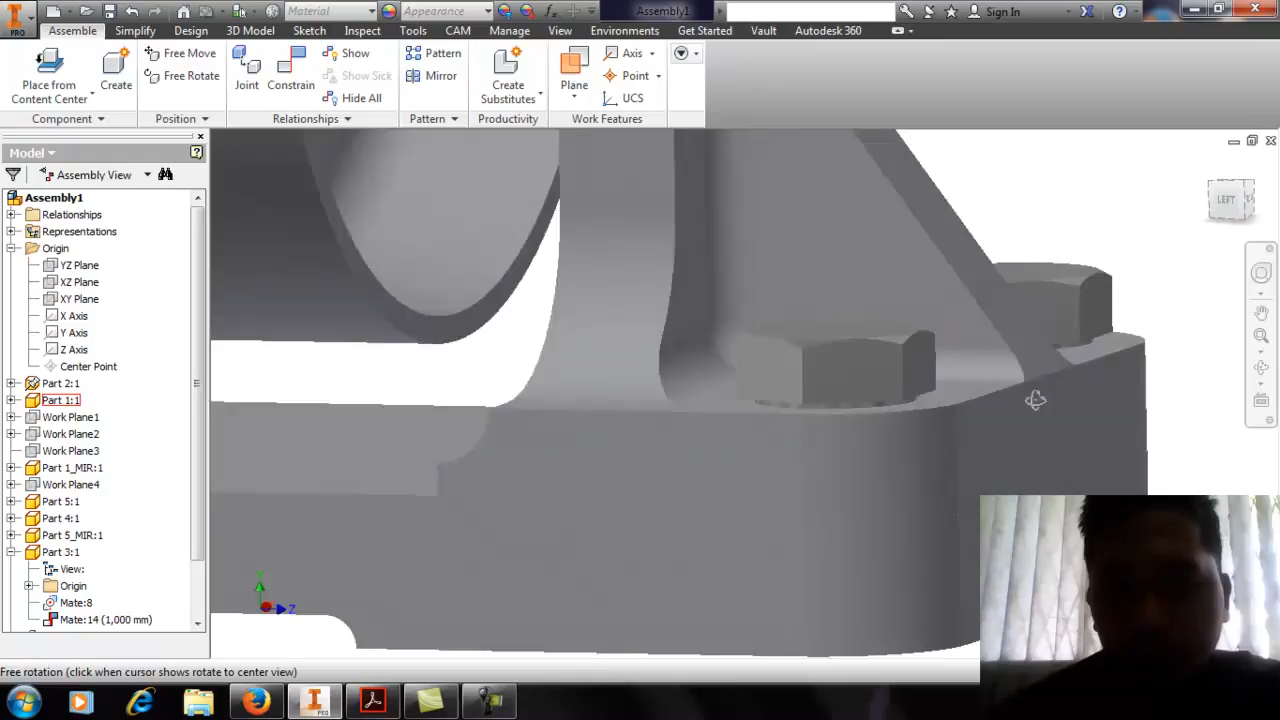 Material
Appearance
Assembly1
Sign In
PRO
Assemble
Simplify
Design
3D Model
Sketch
Inspect
Tools
CAM
Manage
View
Environments
Get Started
Vault
Autodesk 360
Place from
Content Center
Create
Free Move
Free Rotate
Joint
Constrain
Show
Show Sick
Hide All
Pattern
Mirror
Create
Substitutes
Plane
Axis
Point
UCS
Component
Position
Relationships
Pattern
Productivity
Work Features
Model
Assembly View
Assembly1
Relationships
Representations
Origin
YZ Plane
XZ Plane
XY Plane
X Axis
Y Axis
Z Axis
Center Point
Part 2:1
Part 1:1
Work Plane1
Work Plane2
Work Plane3
Part 1_MIR:1
Work Plane4
Part 5:1
Part 4:1
Part 5_MIR:1
Part 3:1
View:
Origin
Mate:8
Mate:14 (1,000 mm)
LEFT
Y
Z
Free rotation (click when cursor shows rotate to center view)
PRO